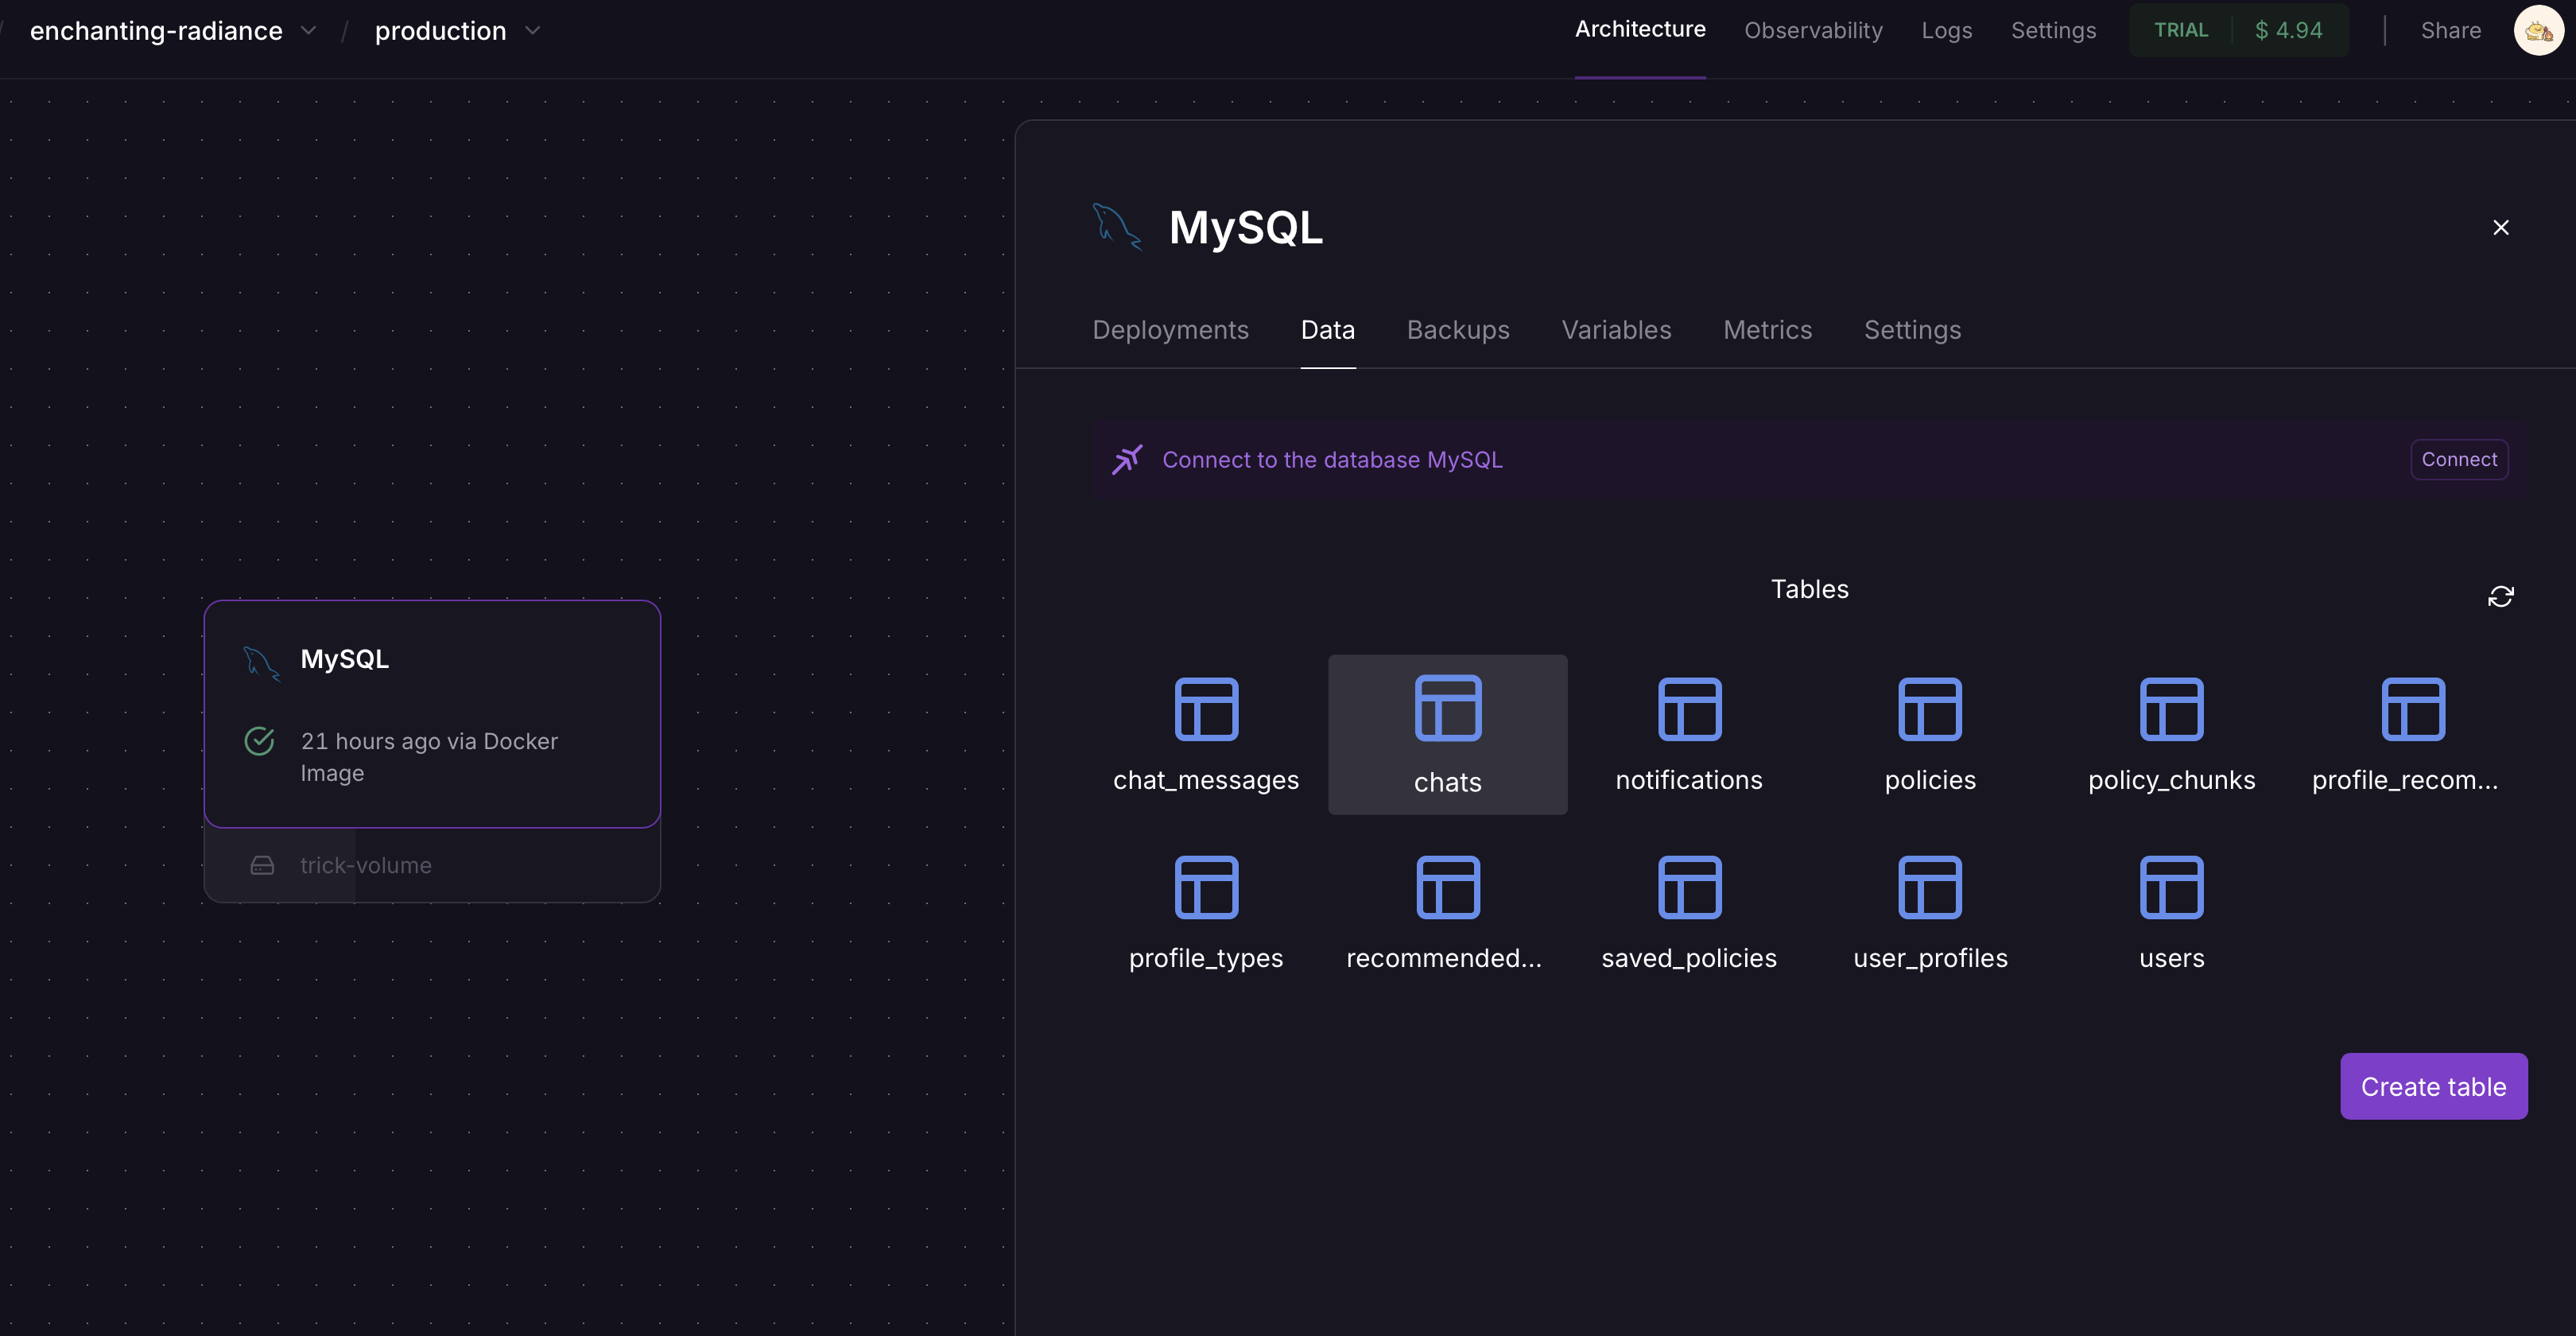 enchanting-radiance / production
Architecture Observability Logs Settings TRIAL $ 4.94 Share
MySQL
Deployments Data Backups Variables Metrics Settings
Connect to the database MySQL Connect
Tables
chat_messages chats notifications policies policy_chunks profile_recom...
profile_types recommended... saved_policies user_profiles users
Create table
MySQL
21 hours ago via Docker
Image
trick-volume